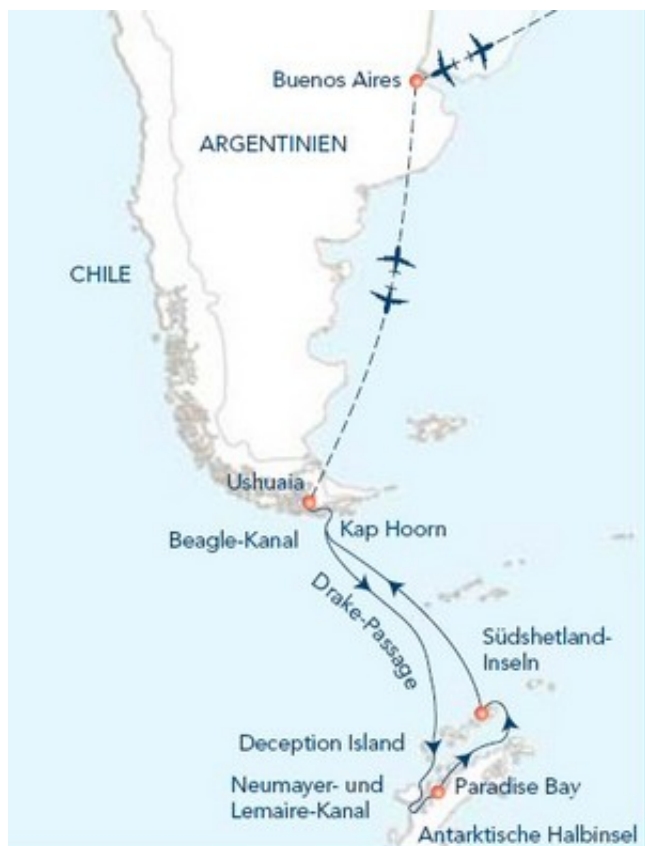 Buenos Aires
ARGENTINIEN
CHILE
Ushuaia
Kap Hoorn
Beagle-Kanal
Drake-Passage
Südshetland-
Inseln
Deception Island
Neumayer- und
Lemaire-Kanal
Paradise Bay
Antarktische Halbinsel